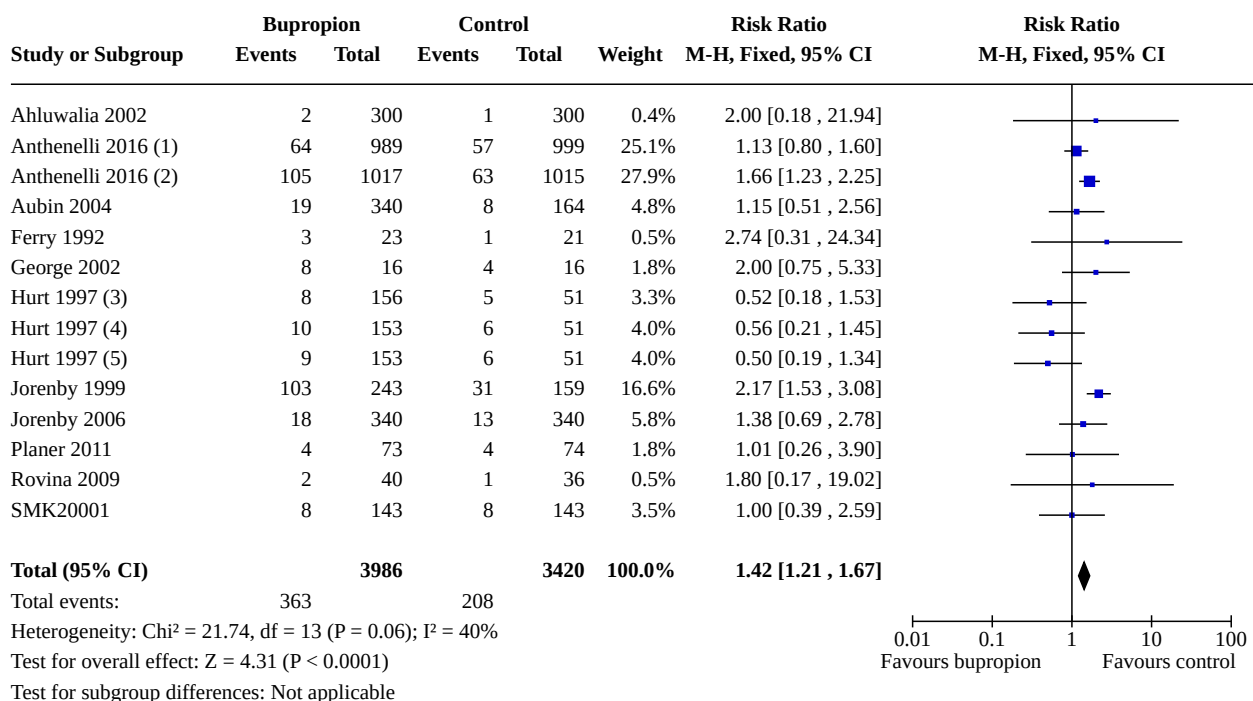 Bupropion Control Risk Ratio Risk Ratio
Study or Subgroup Events Total Events Total Weight M-H, Fixed, 95% CI M-H, Fixed, 95% CI
Ahluwalia 2002 2 300 1 300 0.4% 2.00 [0.18 , 21.94]
Anthenelli 2016 (1) 64 989 57 999 25.1% 1.13 [0.80 , 1.60]
Anthenelli 2016 (2) 105 1017 63 1015 27.9% 1.66 [1.23 , 2.25]
Aubin 2004 19 340 8 164 4.8% 1.15 [0.51 , 2.56]
Ferry 1992 3 23 1 21 0.5% 2.74 [0.31 , 24.34]
George 2002 8 16 4 16 1.8% 2.00 [0.75 , 5.33]
Hurt 1997 (3) 8 156 5 51 3.3% 0.52 [0.18 , 1.53]
Hurt 1997 (4) 10 153 6 51 4.0% 0.56 [0.21 , 1.45]
Hurt 1997 (5) 9 153 6 51 4.0% 0.50 [0.19 , 1.34]
Jorenby 1999 103 243 31 159 16.6% 2.17 [1.53 , 3.08]
Jorenby 2006 18 340 13 340 5.8% 1.38 [0.69 , 2.78]
Planer 2011 4 73 4 74 1.8% 1.01 [0.26 , 3.90]
Rovina 2009 2 40 1 36 0.5% 1.80 [0.17 , 19.02]
SMK20001 8 143 8 143 3.5% 1.00 [0.39 , 2.59]
Total (95% CI) 3986 3420 100.0% 1.42 [1.21 , 1.67]
Total events: 363 208
Heterogeneity: Chi² = 21.74, df = 13 (P = 0.06); I² = 40%
Test for overall effect: Z = 4.31 (P < 0.0001)
Test for subgroup differences: Not applicable
0.01 0.1 1 10 100
Favours bupropion Favours control